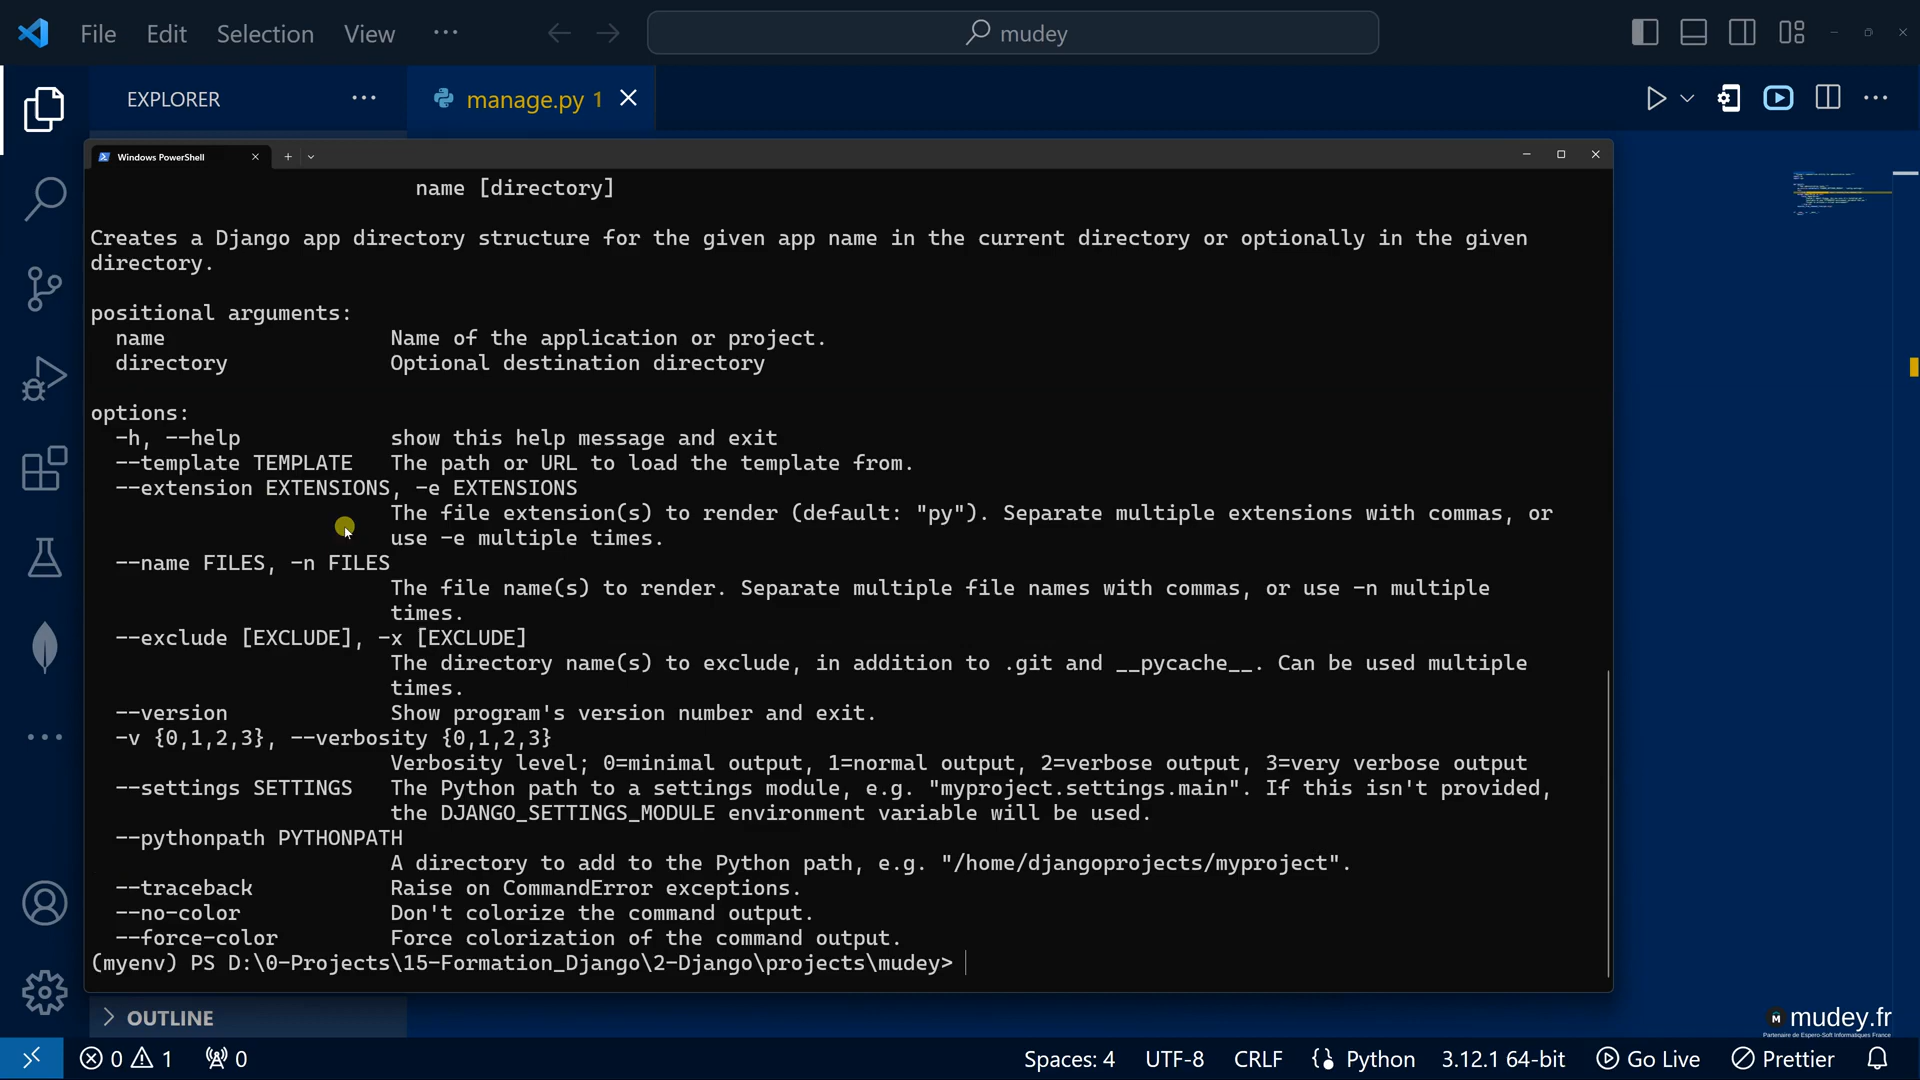 File Edit Selection View ··· mudey
EXPLORER ··· manage.py 1
Windows PowerShell
name [directory]
Creates a Django app directory structure for the given app name in the current directory or optionally in the given
directory.
positional arguments:
name Name of the application or project.
directory Optional destination directory
options:
-h, --help show this help message and exit
--template TEMPLATE The path or URL to load the template from.
--extension EXTENSIONS, -e EXTENSIONS
The file extension(s) to render (default: "py"). Separate multiple extensions with commas, or
use -e multiple times.
--name FILES, -n FILES
The file name(s) to render. Separate multiple file names with commas, or use -n multiple
times.
--exclude [EXCLUDE], -x [EXCLUDE]
The directory name(s) to exclude, in addition to .git and __pycache__. Can be used multiple
times.
--version Show program's version number and exit.
-v {0,1,2,3}, --verbosity {0,1,2,3}
Verbosity level; 0=minimal output, 1=normal output, 2=verbose output, 3=very verbose output
--settings SETTINGS The Python path to a settings module, e.g. "myproject.settings.main". If this isn't provided,
the DJANGO_SETTINGS_MODULE environment variable will be used.
--pythonpath PYTHONPATH
A directory to add to the Python path, e.g. "/home/djangoprojects/myproject".
--traceback Raise on CommandError exceptions.
--no-color Don't colorize the command output.
--force-color Force colorization of the command output.
(myenv) PS D:\0-Projects\15-Formation_Django\2-Django\projects\mudey>
OUTLINE
mudey.fr
Partenaire de Espero-Soft Informatiques France
0 1 0 Spaces: 4 UTF-8 CRLF Python 3.12.1 64-bit Go Live Prettier